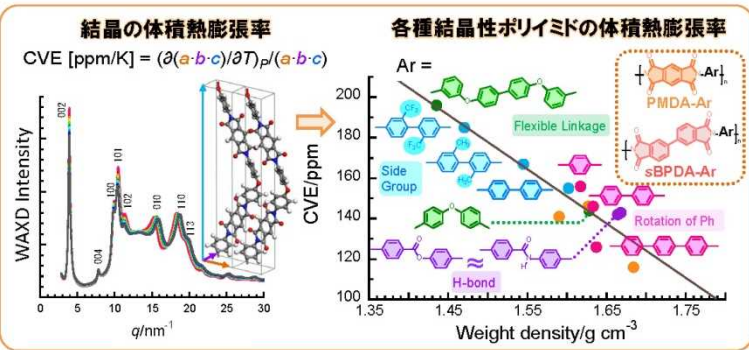 結晶の体積熱膨張率
CVE [ppm/K] = (∂(a·b·c)/∂T)P/(a·b·c)
WAXD Intensity
002
004
100
101
102
010
110
113
0 5 10 15 20 25 30
q/nm-1
各種結晶性ポリイミドの体積熱膨張率
Ar =
CVE/ppm
200
180
160
140
120
100
1.35 1.45 1.55 1.65 1.75
Weight density/g cm-3
Flexible Linkage
CF3
F3C
CH3
H3C
Side
Group
O
O
O
O
O
O
N
H
H-bond
Rotation of Ph
Ar
n
PMDA-Ar
Ar
n
sBPDA-Ar